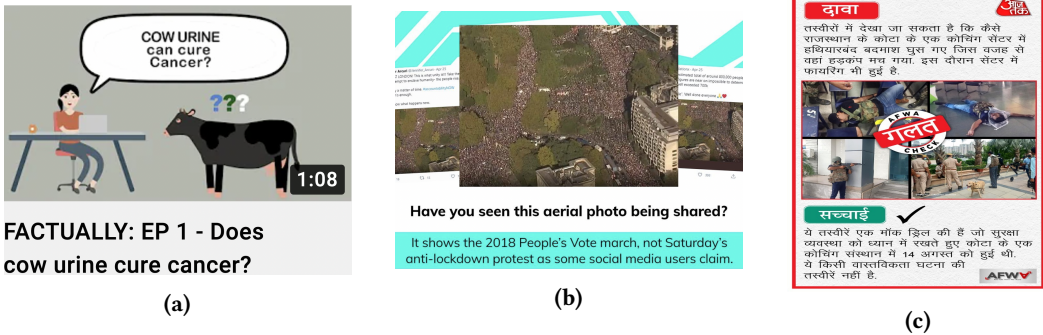 COW URINE
can cure
Cancer?
???
1:08
FACTUALLY: EP 1 - Does
cow urine cure cancer?
(a)
Have you seen this aerial photo being shared?
It shows the 2018 People's Vote march, not Saturday's
anti-lockdown protest as some social media users claim.
(b)
आज
तक
दावा
तस्वीरों में देखा जा सकता है कि कैसे
राजस्थान के कोटा के एक कोचिंग सेंटर में
हथियारबंद बदमाश घुस गए जिस वजह से
वहां हड़कंप मच गया. इस दौरान सेंटर में
फायरिंग भी हुई है.
AFWA
गलत
CHECK
सच्चाई
ये तस्वीरें एक मॉक ड्रिल की हैं जो सुरक्षा
व्यवस्था को ध्यान में रखते हुए कोटा के एक
कोचिंग संस्थान में 14 अगस्त को हुई थी.
ये किसी वास्तविकता घटना की
तस्वीरें नहीं है.
AFWA
(c)